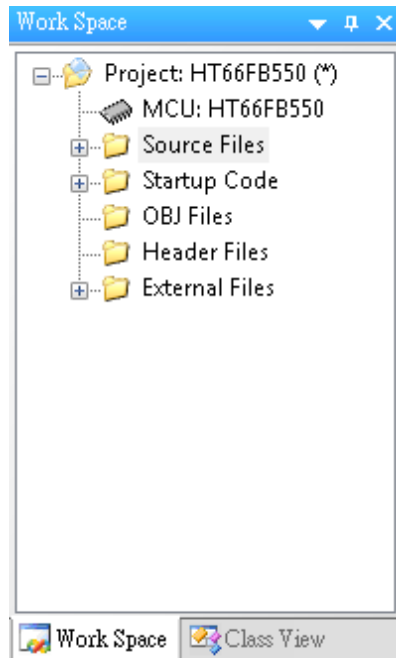 Work Space
Project: HT66FB550 (*)
MCU: HT66FB550
Source Files
Startup Code
OBJ Files
Header Files
External Files
Work Space
Class View